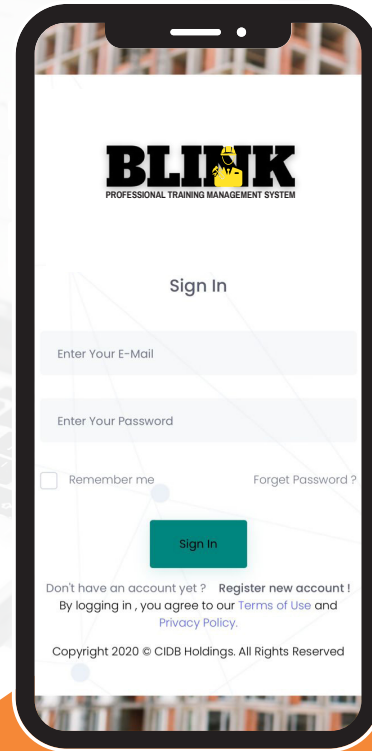 BLINK
PROFESSIONAL TRAINING MANAGEMENT SYSTEM
Sign In
Enter Your E-Mail
Enter Your Password
Remember me Forget Password ?
Sign In
Don't have an account yet ? Register new account !
By logging in , you agree to our Terms of Use and
Privacy Policy.
Copyright 2020 © CIDB Holdings. All Rights Reserved